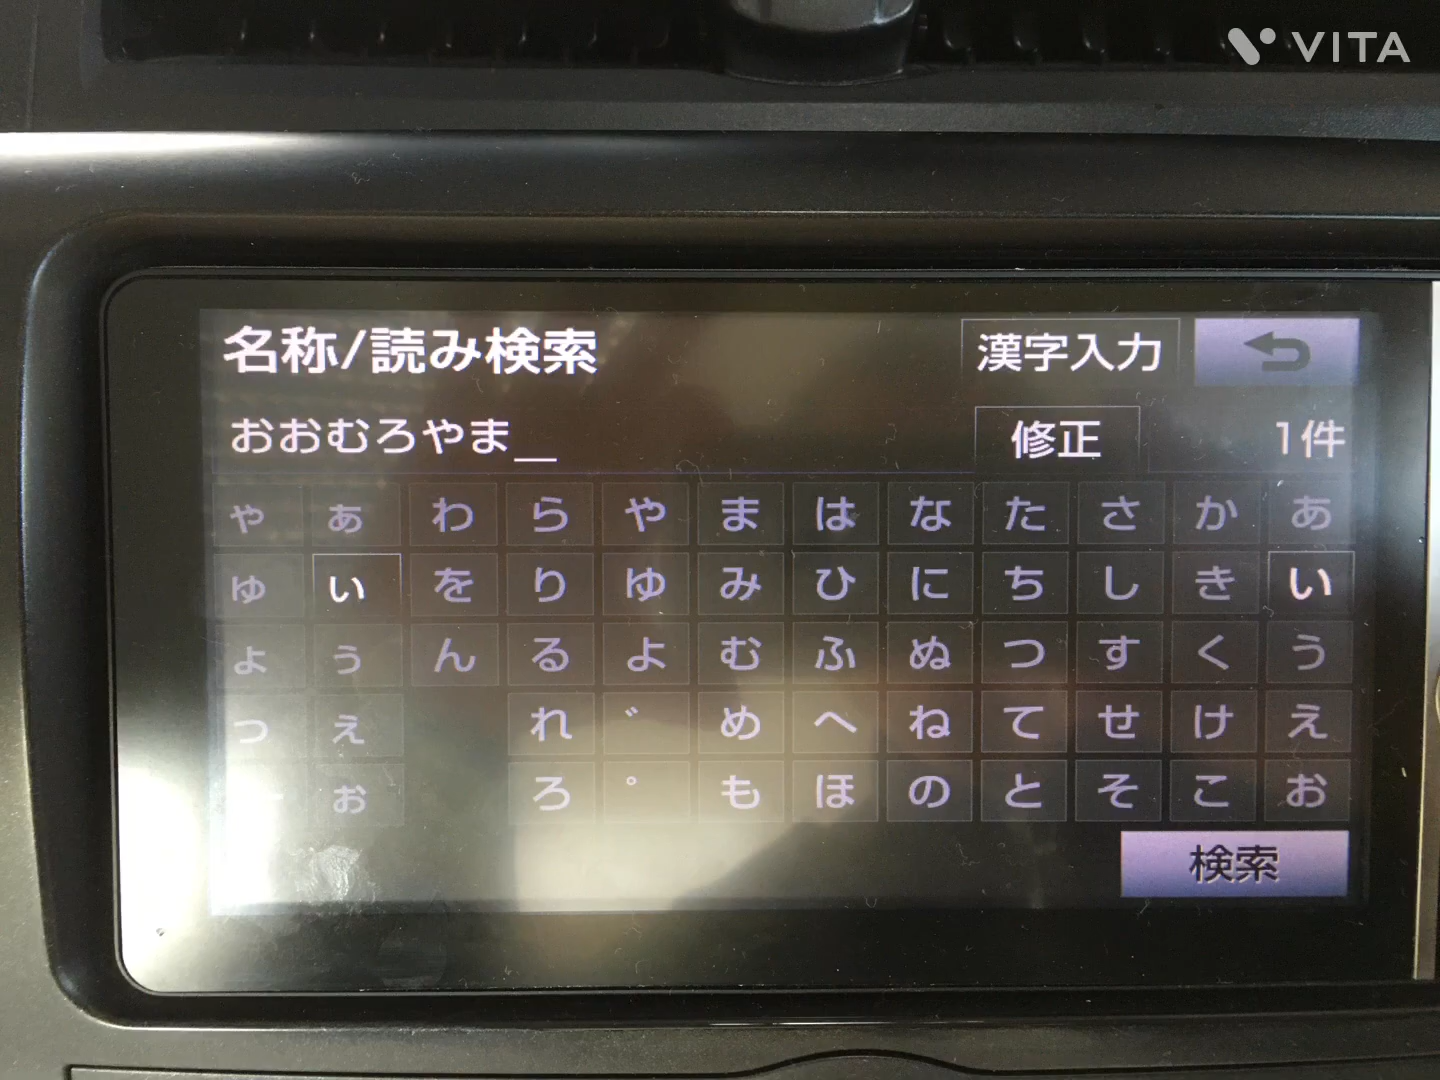 VITA
名称/読み検索 漢字入力
おおむろやま_ 修正 1件
ゃ ぁ わ ら や ま は な た さ か あ
ゅ ぃ を り ゆ み ひ に ち し き い
ょ ぅ ん る よ む ふ ぬ つ す く う
っ ぇ れ ゛ め へ ね て せ け え
ー ぉ ろ ゜ も ほ の と そ こ お
検索